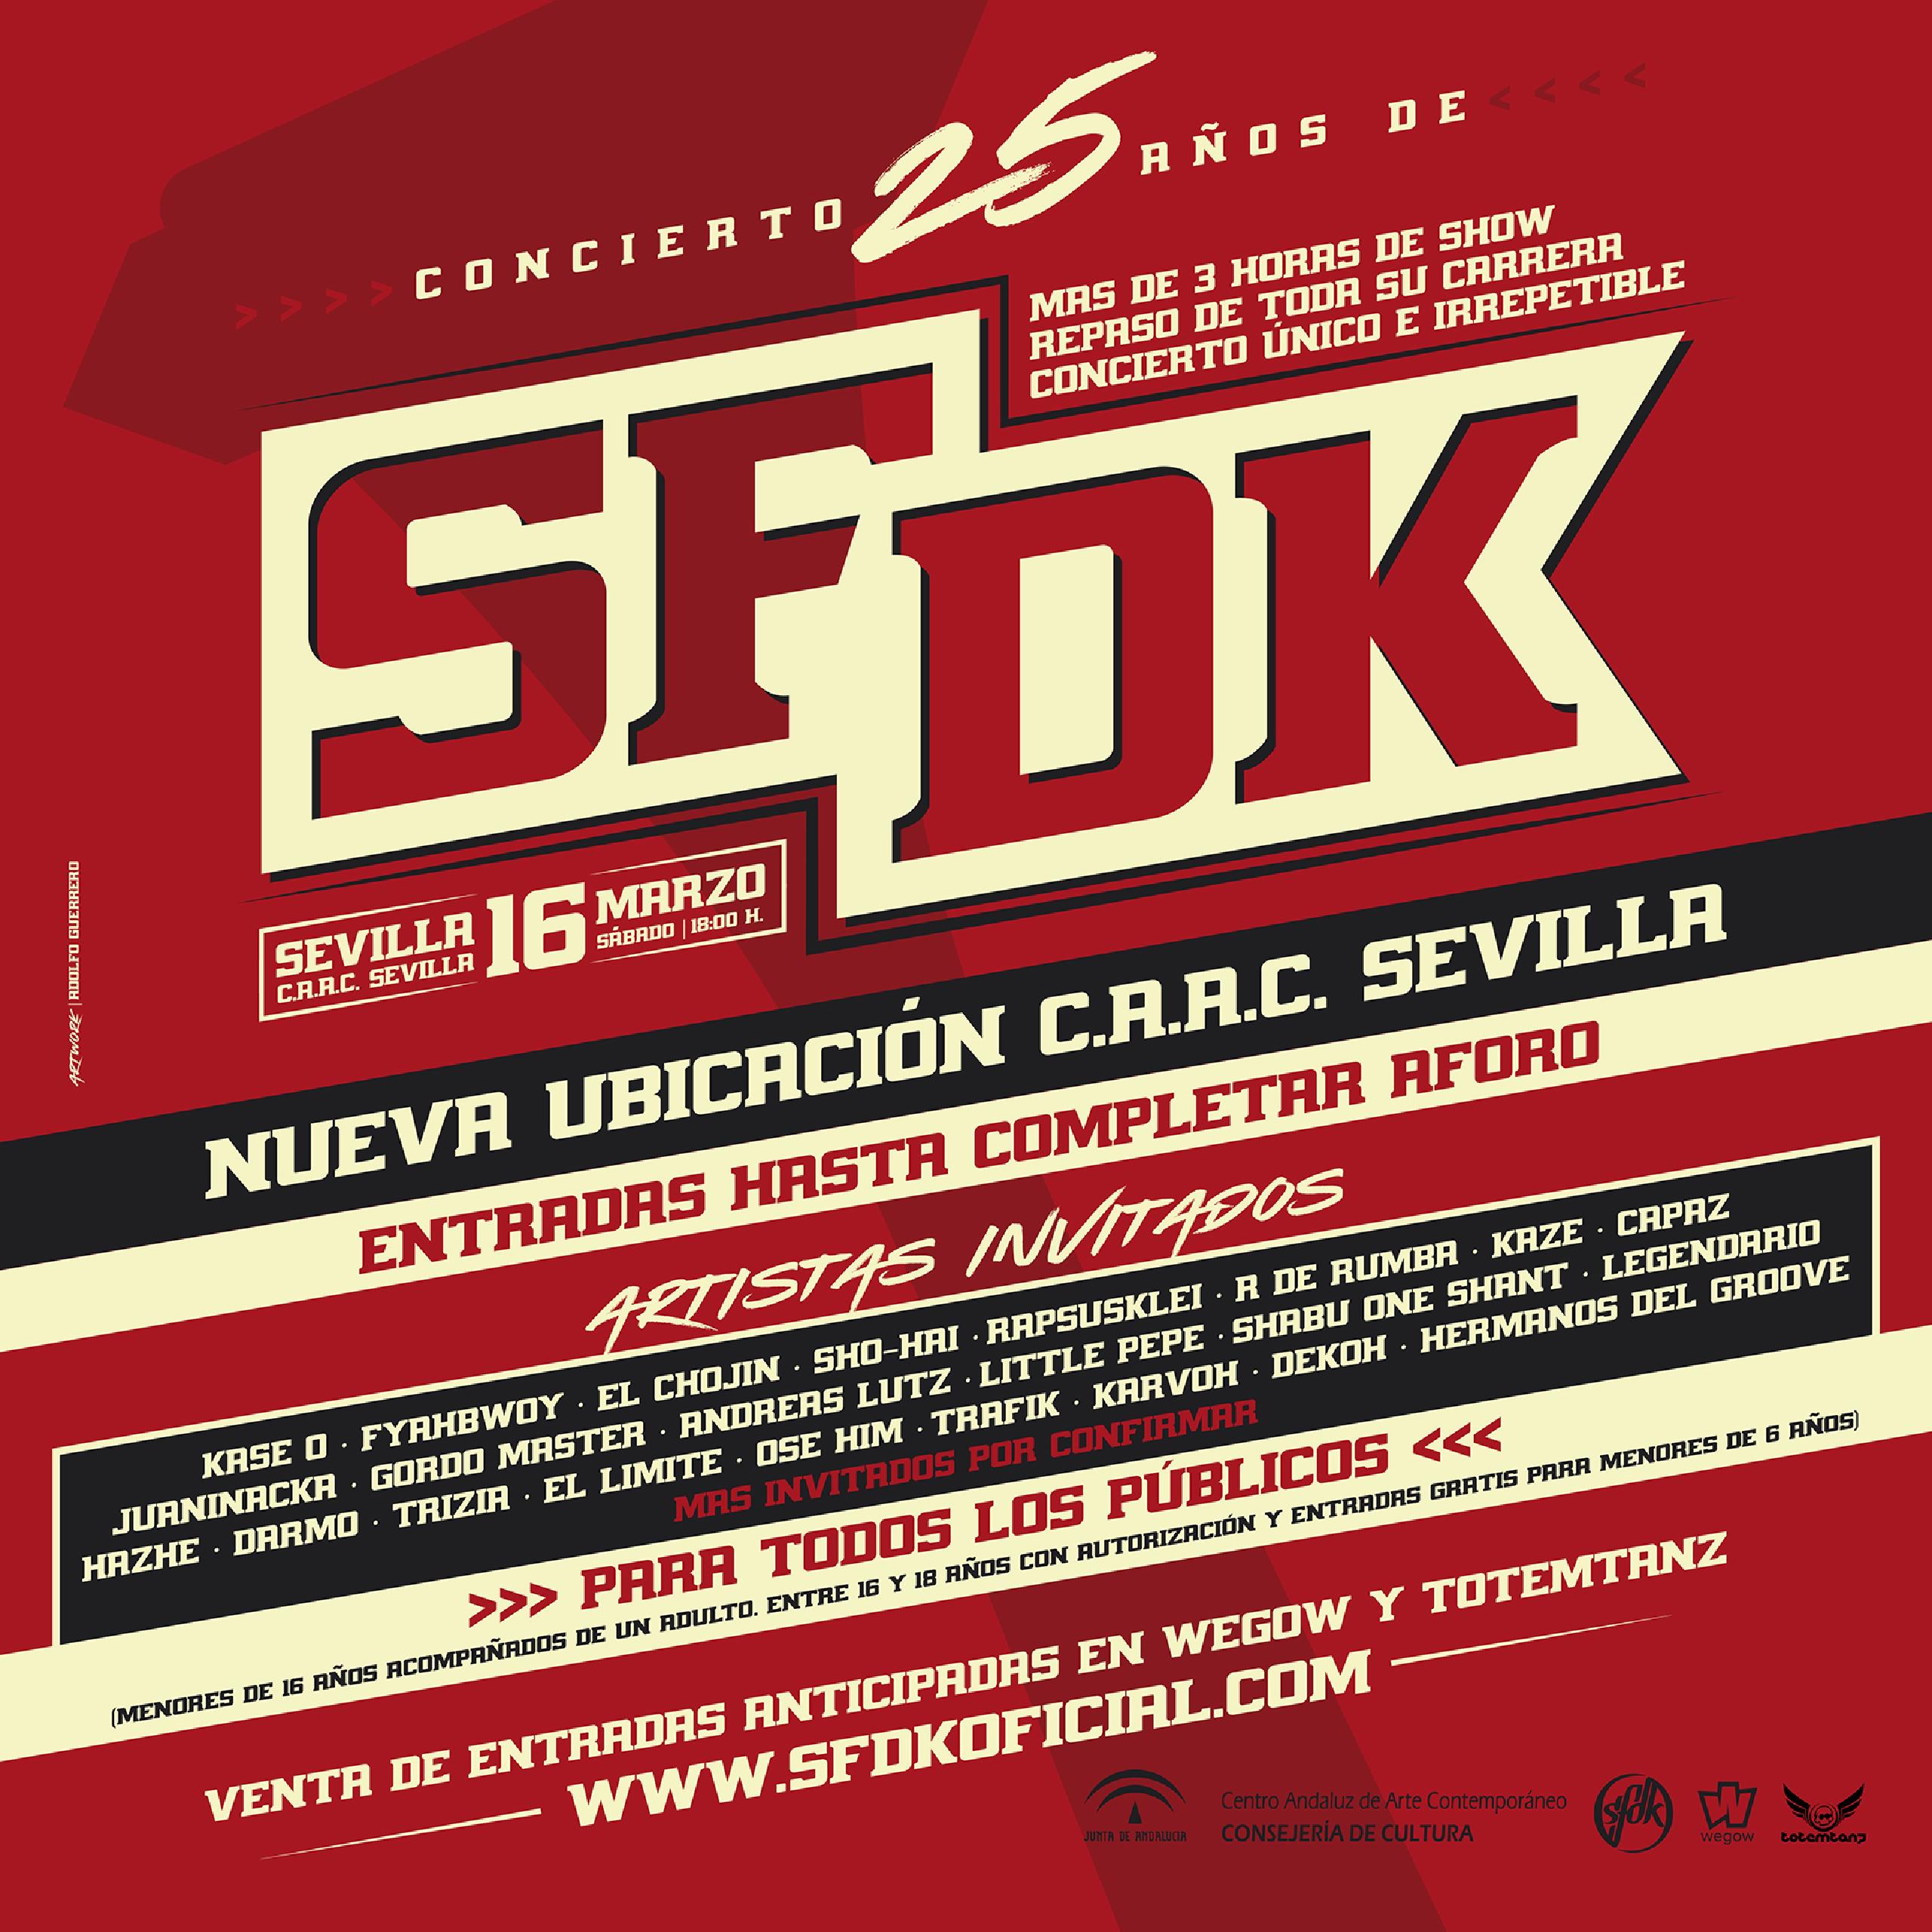 >>>> CONCIERTO 25 AÑOS DE <<<<
MAS DE 3 HORAS DE SHOW
REPASO DE TODA SU CARRERA
CONCIERTO ÚNICO E IRREPETIBLE
SFDK
SEVILLA
C.A.A.C. SEVILLA
16
MARZO
SÁBADO | 18:00 H.
ARTWORK | ADOLFO GUERRERO
NUEVA UBICACIÓN C.A.A.C. SEVILLA
ENTRADAS HASTA COMPLETAR AFORO
ARTISTAS INVITADOS
KASE O · FYAHBWOY · EL CHOJIN · SHO-HAI · RAPSUSKLEI · R DE RUMBA · KAZE · CAPAZ
JUANINACKA · GORDO MASTER · ANDREAS LUTZ · LITTLE PEPE · SHABU ONE SHANT · LEGENDARIO
HAZHE · DARMO · TRIZIA · EL LIMITE · OSE HIM · TRAFIK · KARVOH · DEKOH · HERMANOS DEL GROOVE
MAS INVITADOS POR CONFIRMAR
>>> PARA TODOS LOS PÚBLICOS <<<
(MENORES DE 16 AÑOS ACOMPAÑADOS DE UN ADULTO. ENTRE 16 Y 18 AÑOS CON AUTORIZACIÓN Y ENTRADAS GRATIS PARA MENORES DE 6 AÑOS)
VENTA DE ENTRADAS ANTICIPADAS EN WEGOW Y TOTEMTANZ
WWW.SFDKOFICIAL.COM
JUNTA DE ANDALUCIA
Centro Andaluz de Arte Contemporáneo
CONSEJERÍA DE CULTURA
sfdk
wegow
totemtanz